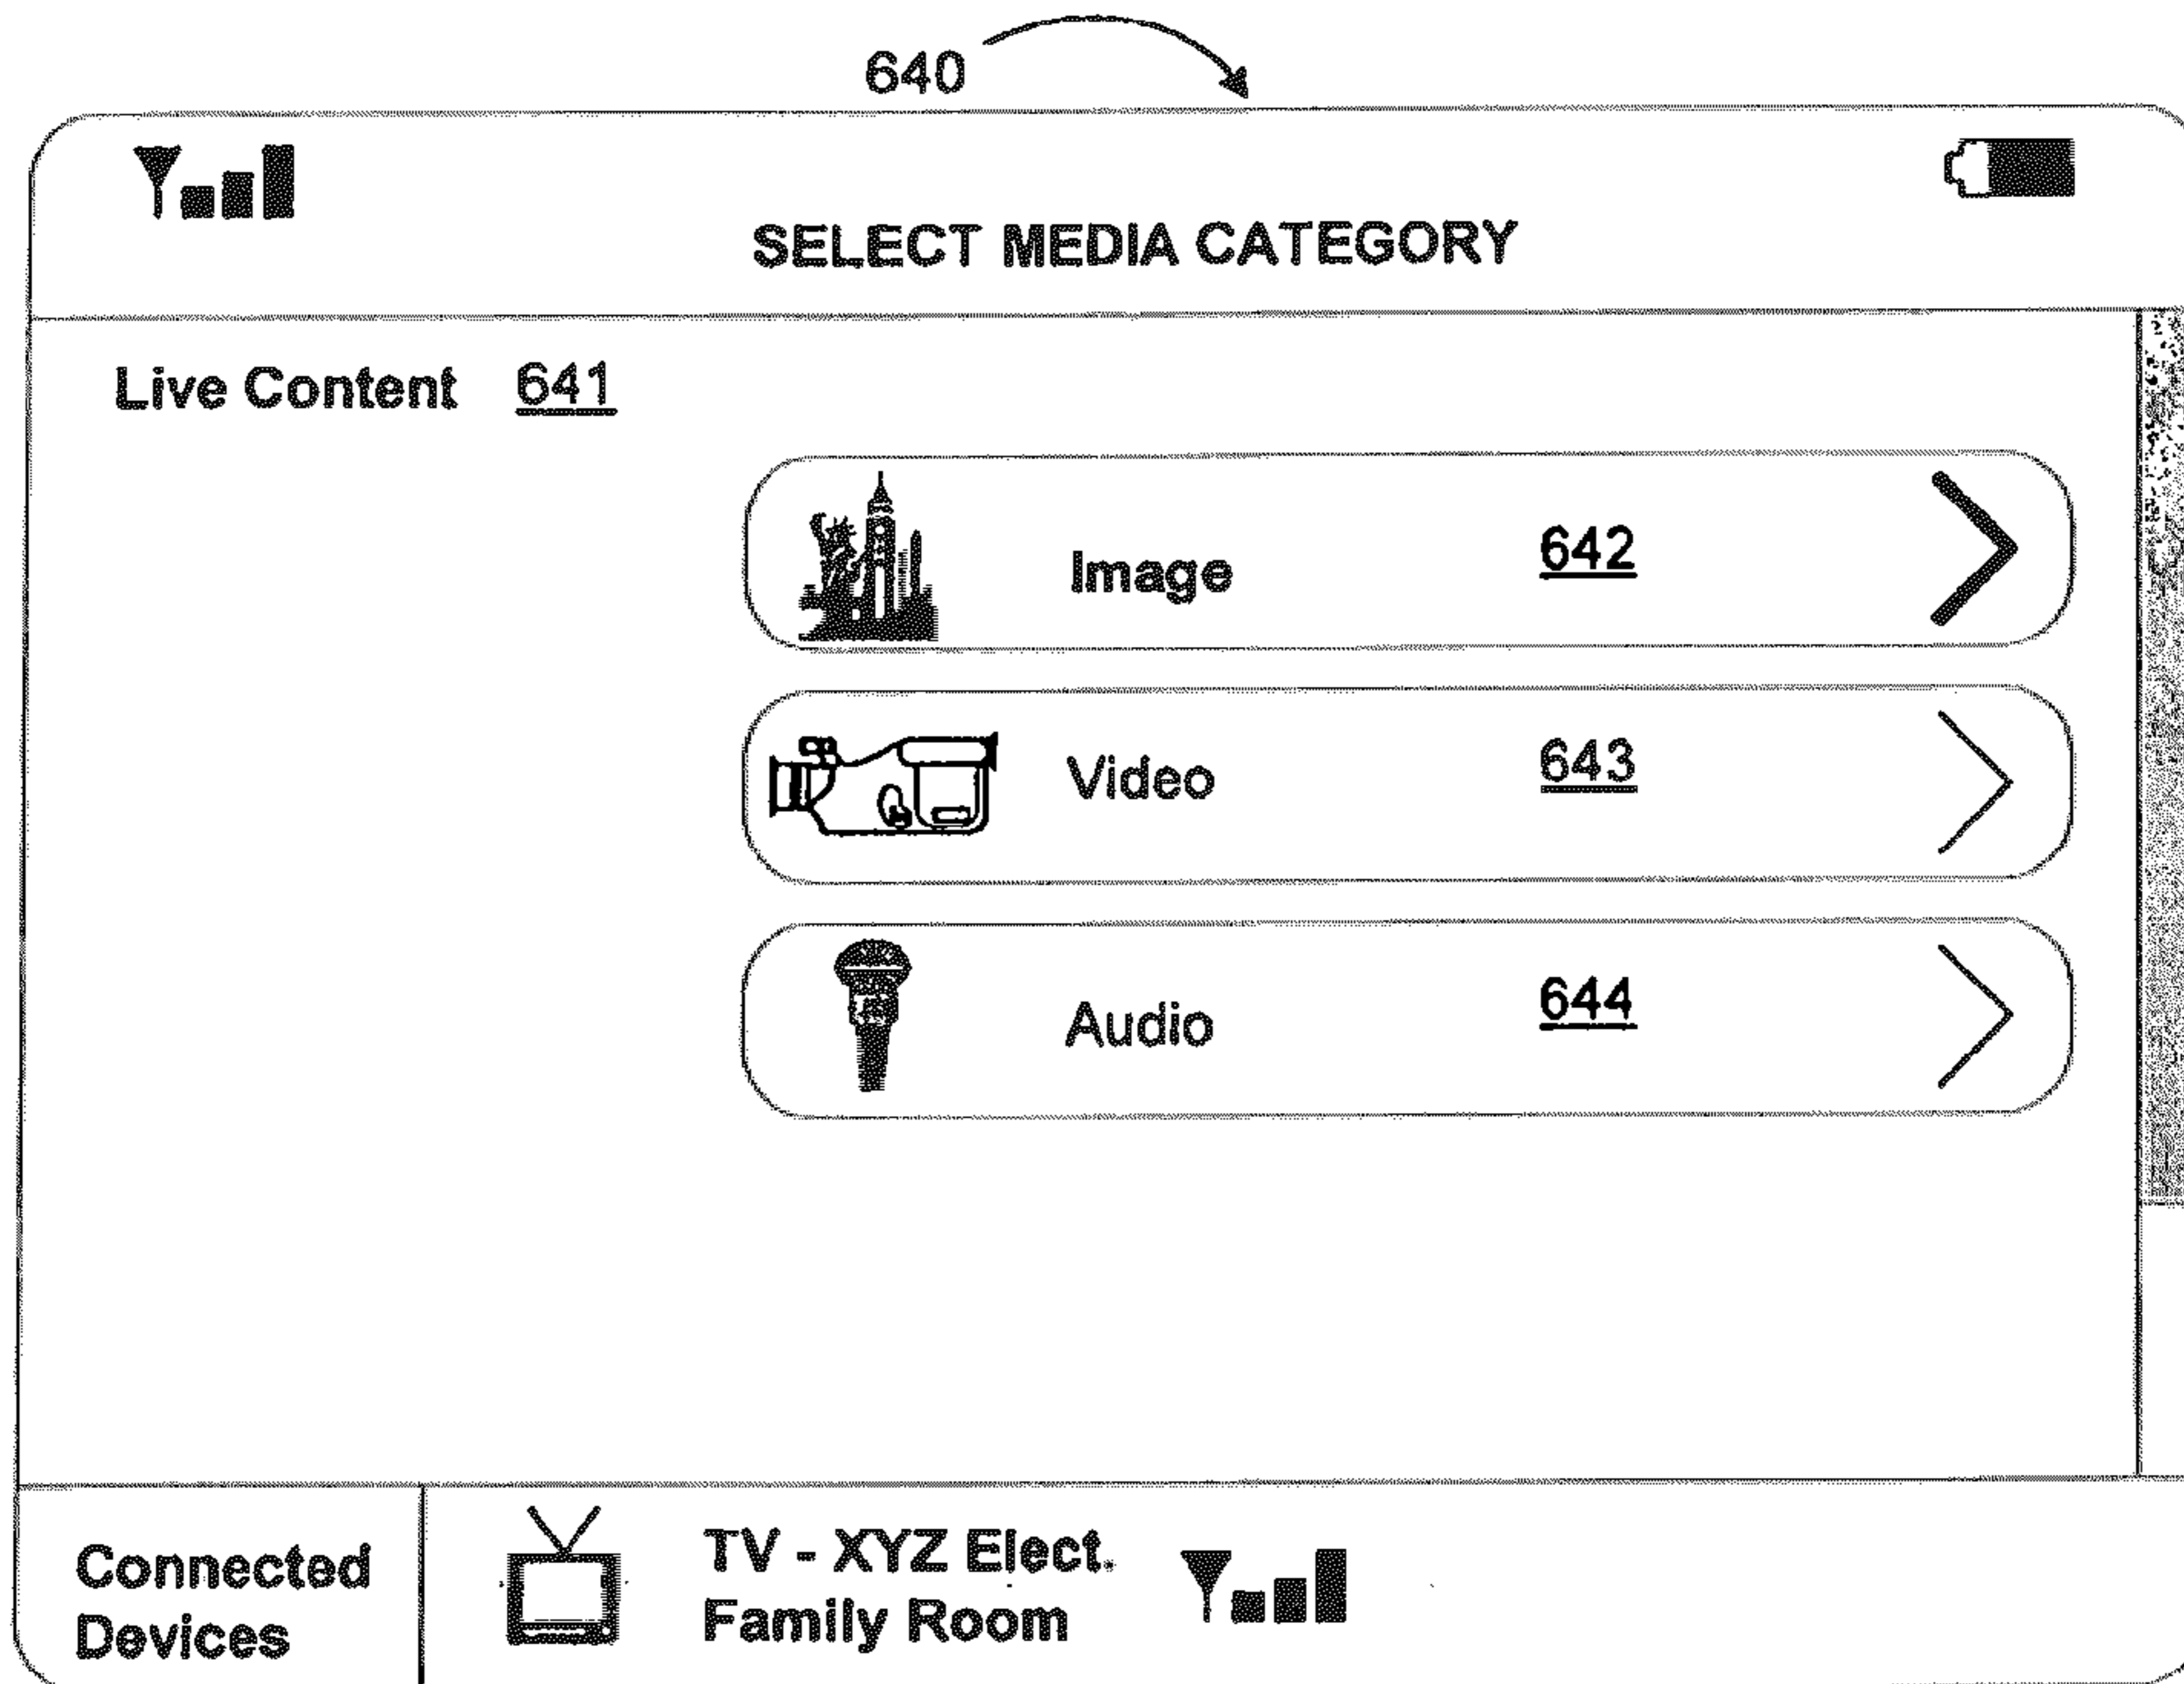 640
SELECT MEDIA CATEGORY
Live Content 641
Image 642
Video 643
Audio 644
Connected
Devices
TV - XYZ Elect.
Family Room